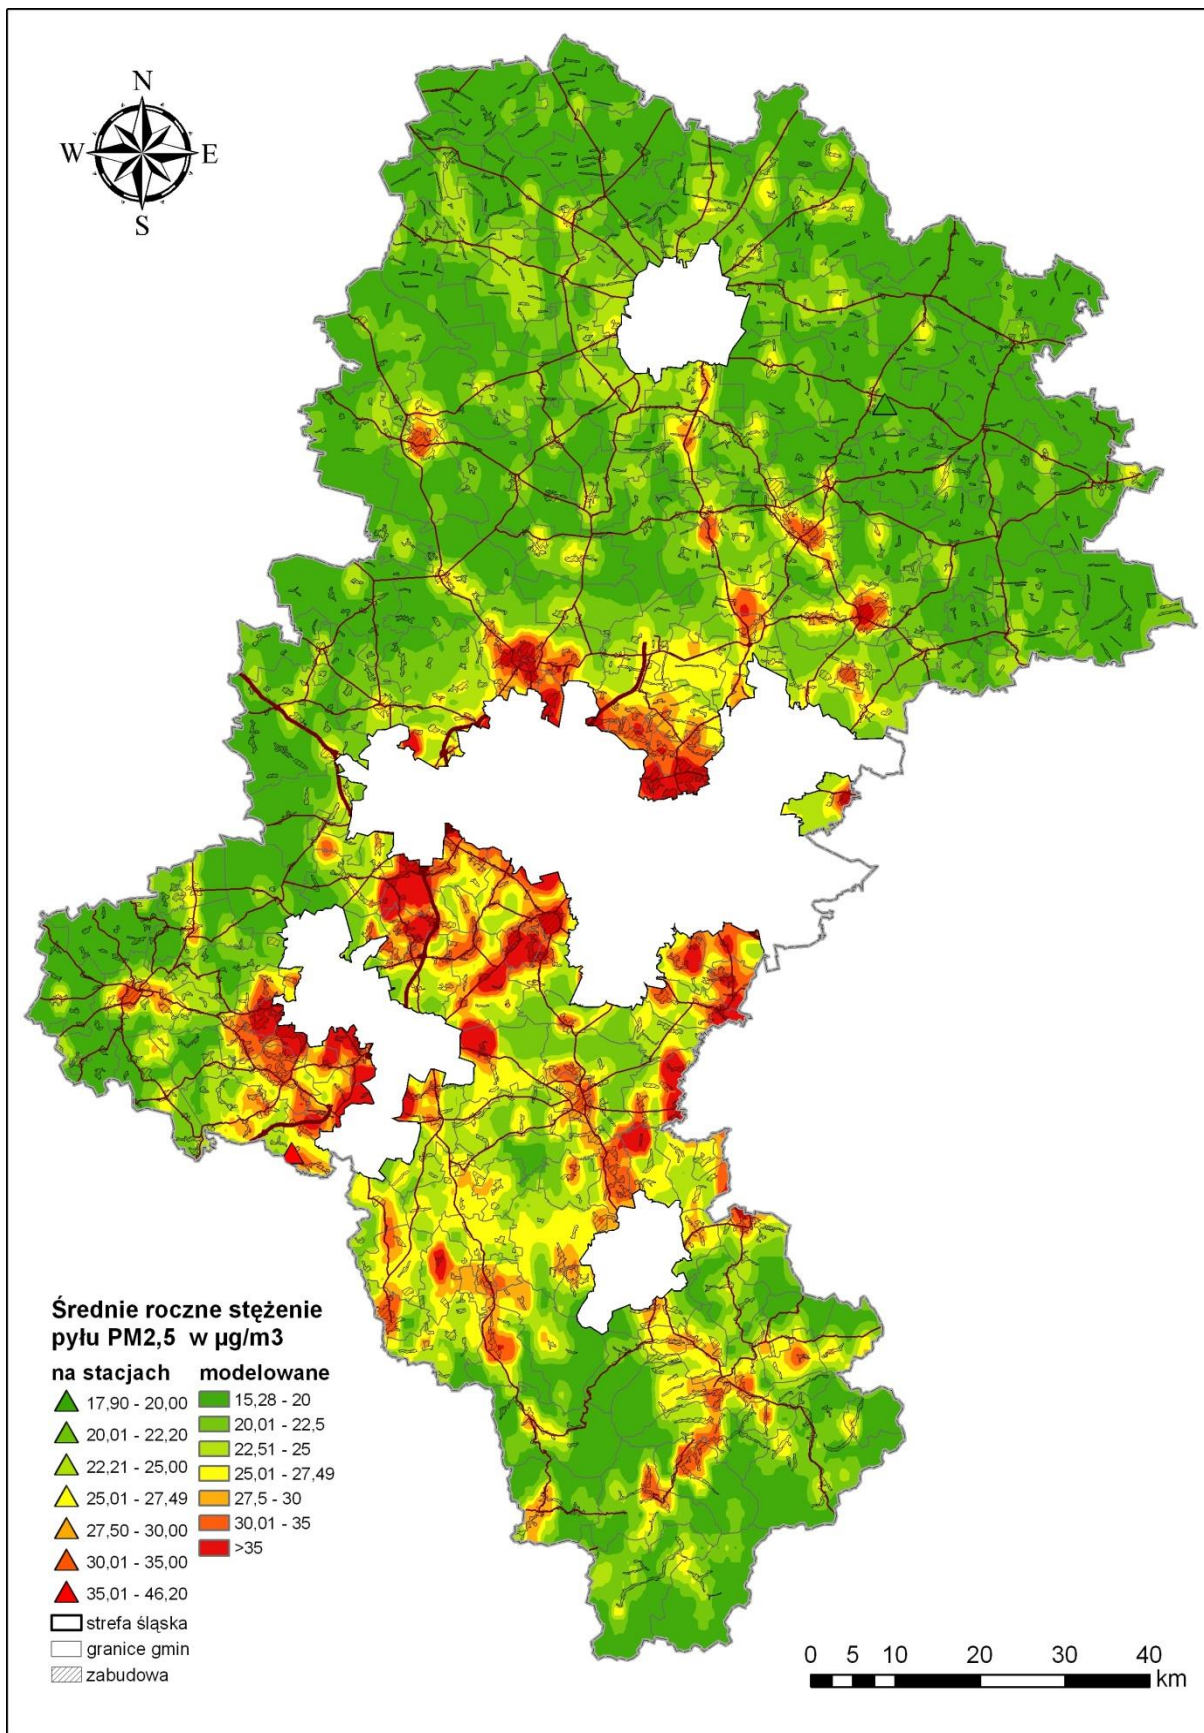 N
W E
S
Średnie roczne stężenie
pyłu PM2,5 w µg/m3
na stacjach modelowane
17,90 - 20,00 15,28 - 20
20,01 - 22,20 20,01 - 22,5
22,21 - 25,00 22,51 - 25
25,01 - 27,49 25,01 - 27,49
27,50 - 30,00 27,5 - 30
30,01 - 35,00 30,01 - 35
35,01 - 46,20 >35
strefa śląska
granice gmin
zabudowa
0 5 10 20 30 40
km